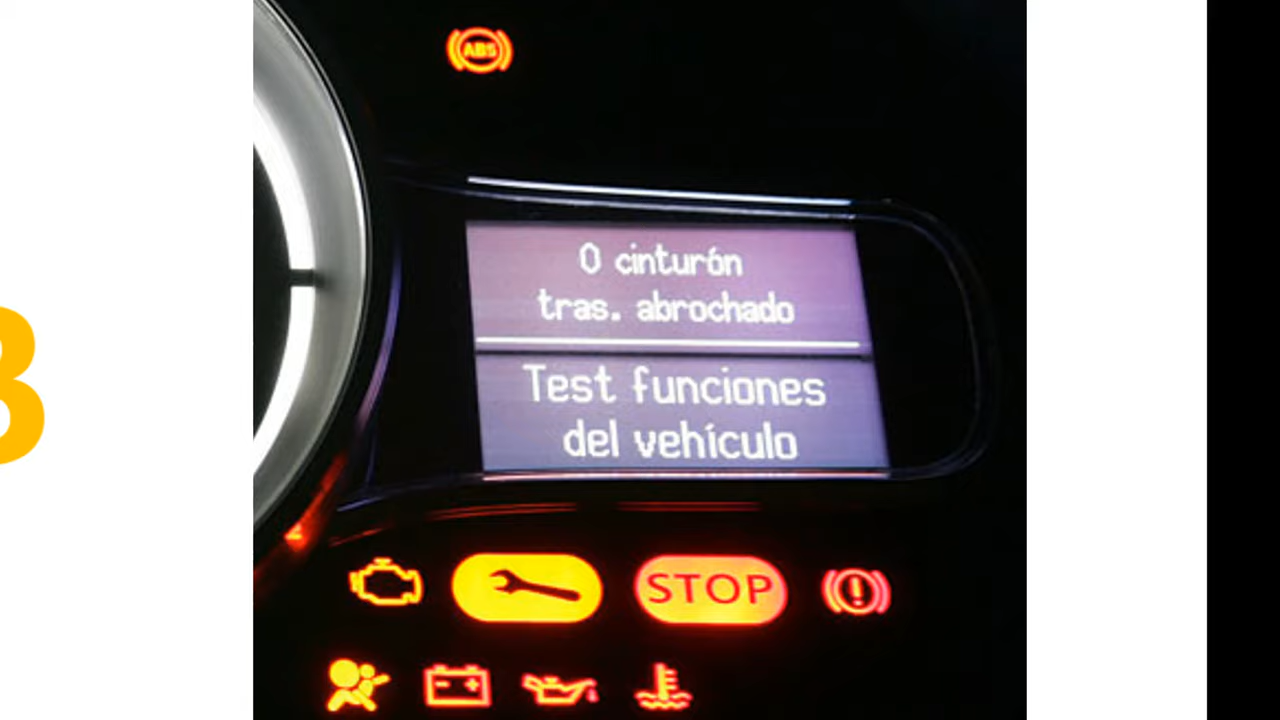 ABS
0 cinturón
tras. abrochado
Test funciones
del vehículo
STOP